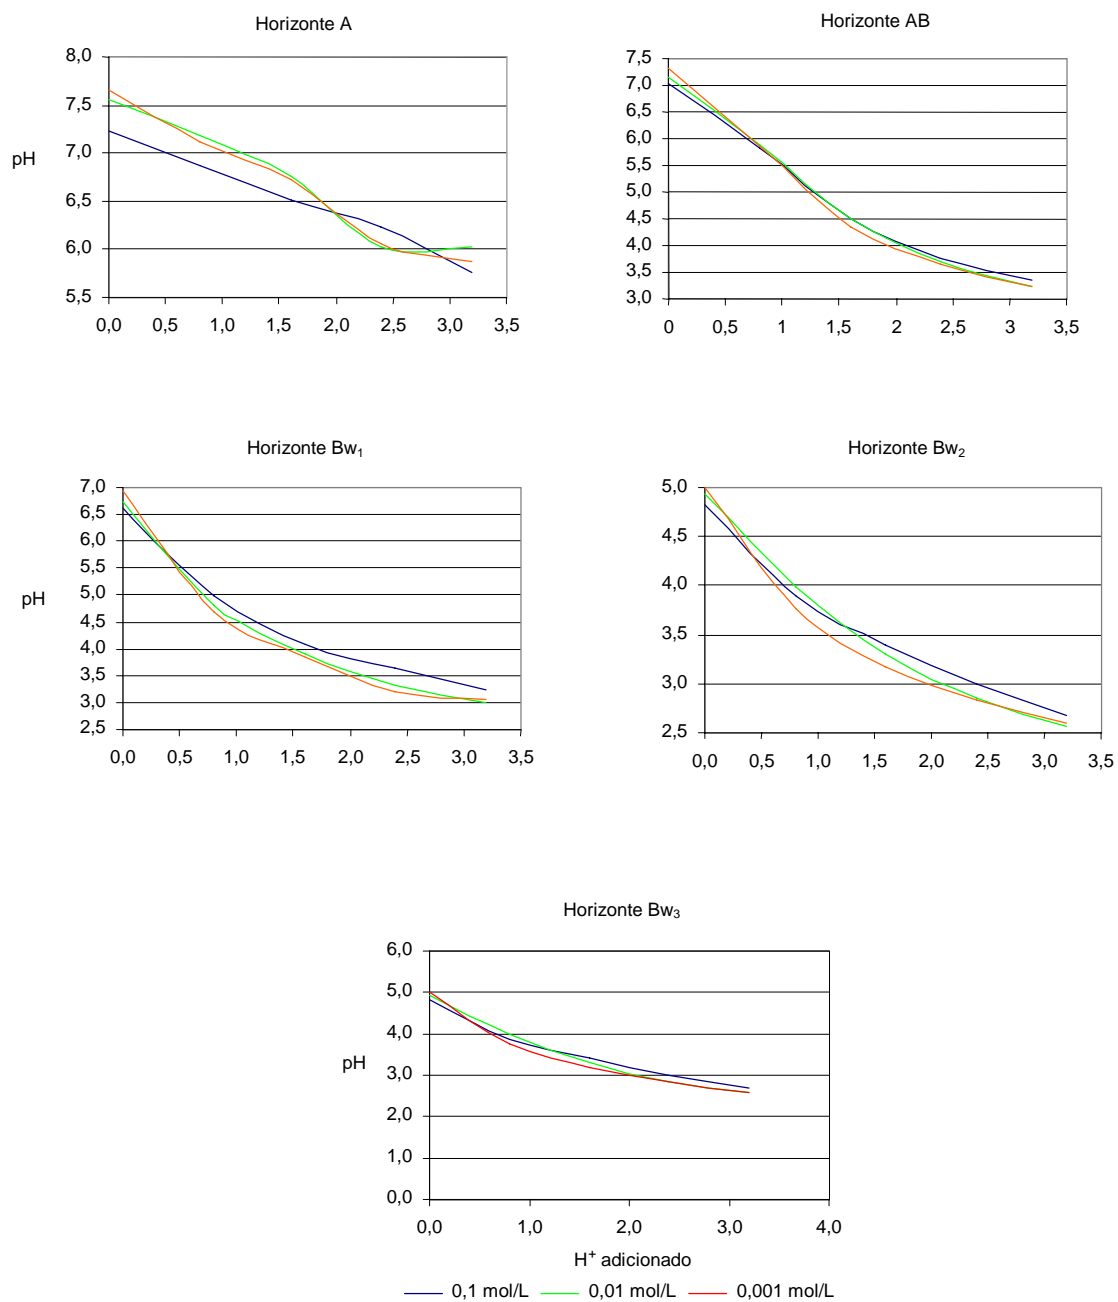 Horizonte A
8,0
7,5
7,0
6,5
6,0
5,5
pH
0,0 0,5 1,0 1,5 2,0 2,5 3,0 3,5
Horizonte AB
7,5
7,0
6,5
6,0
5,5
5,0
4,5
4,0
3,5
3,0
0 0,5 1 1,5 2 2,5 3 3,5
Horizonte Bw₁
7,0
6,5
6,0
5,5
5,0
4,5
4,0
3,5
3,0
2,5
pH
0,0 0,5 1,0 1,5 2,0 2,5 3,0 3,5
Horizonte Bw₂
5,0
4,5
4,0
3,5
3,0
2,5
0,0 0,5 1,0 1,5 2,0 2,5 3,0 3,5
Horizonte Bw₃
6,0
5,0
4,0
3,0
2,0
1,0
0,0
pH
0,0 1,0 2,0 3,0 4,0
H⁺ adicionado
0,1 mol/L 0,01 mol/L 0,001 mol/L